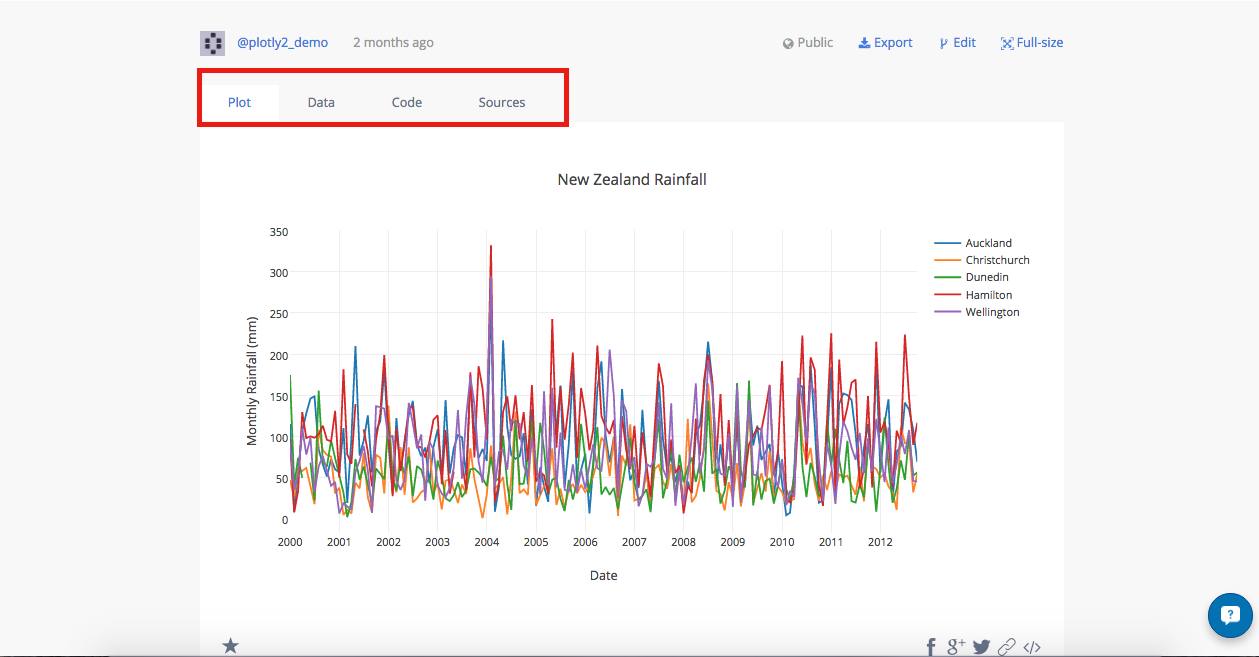 @plotly2_demo 2 months ago Public Export Edit Full-size
Plot Data Code Sources
New Zealand Rainfall
Monthly Rainfall (mm)
350
300
250
200
150
100
50
0
2000 2001 2002 2003 2004 2005 2006 2007 2008 2009 2010 2011 2012
Date
Auckland
Christchurch
Dunedin
Hamilton
Wellington